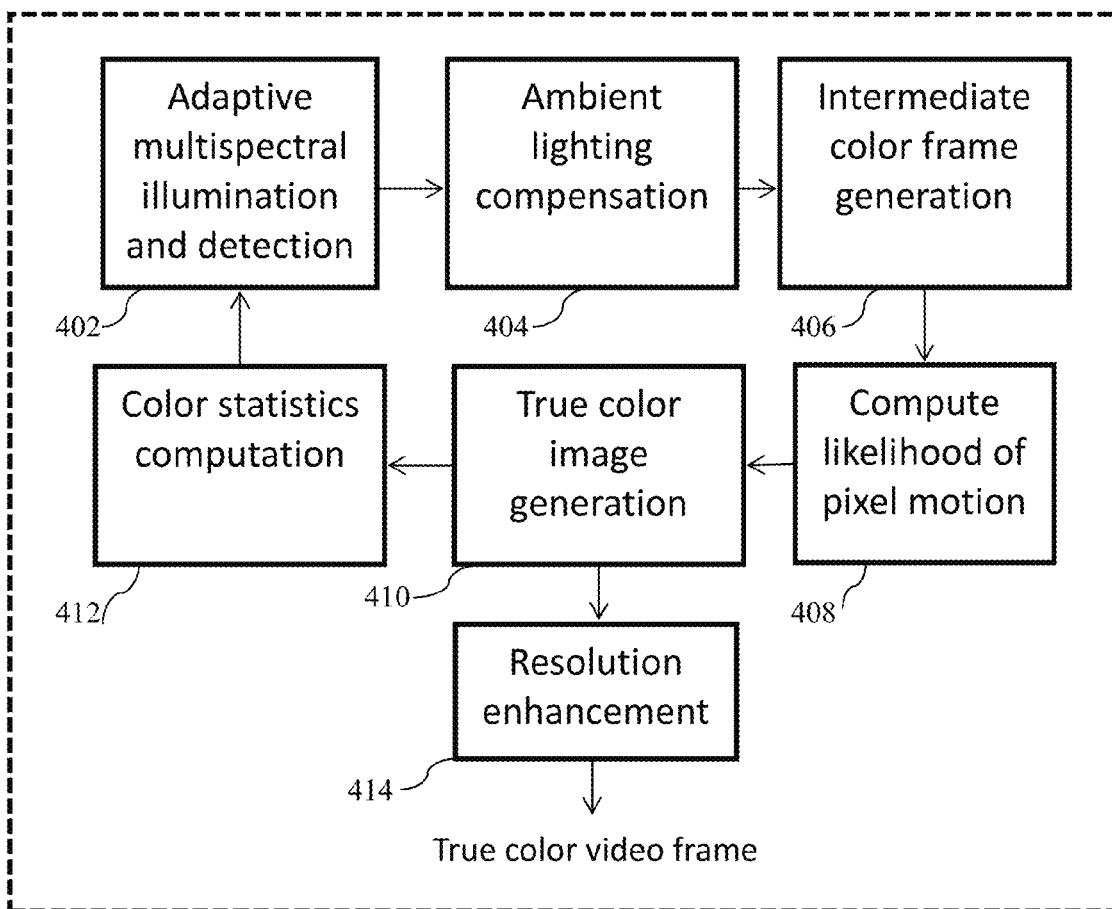 Adaptive
multispectral
illumination
and detection
402
Ambient
lighting
compensation
404
Intermediate
color frame
generation
406
Color statistics
computation
412
True color
image
generation
410
Compute
likelihood of
pixel motion
408
Resolution
enhancement
414
True color video frame